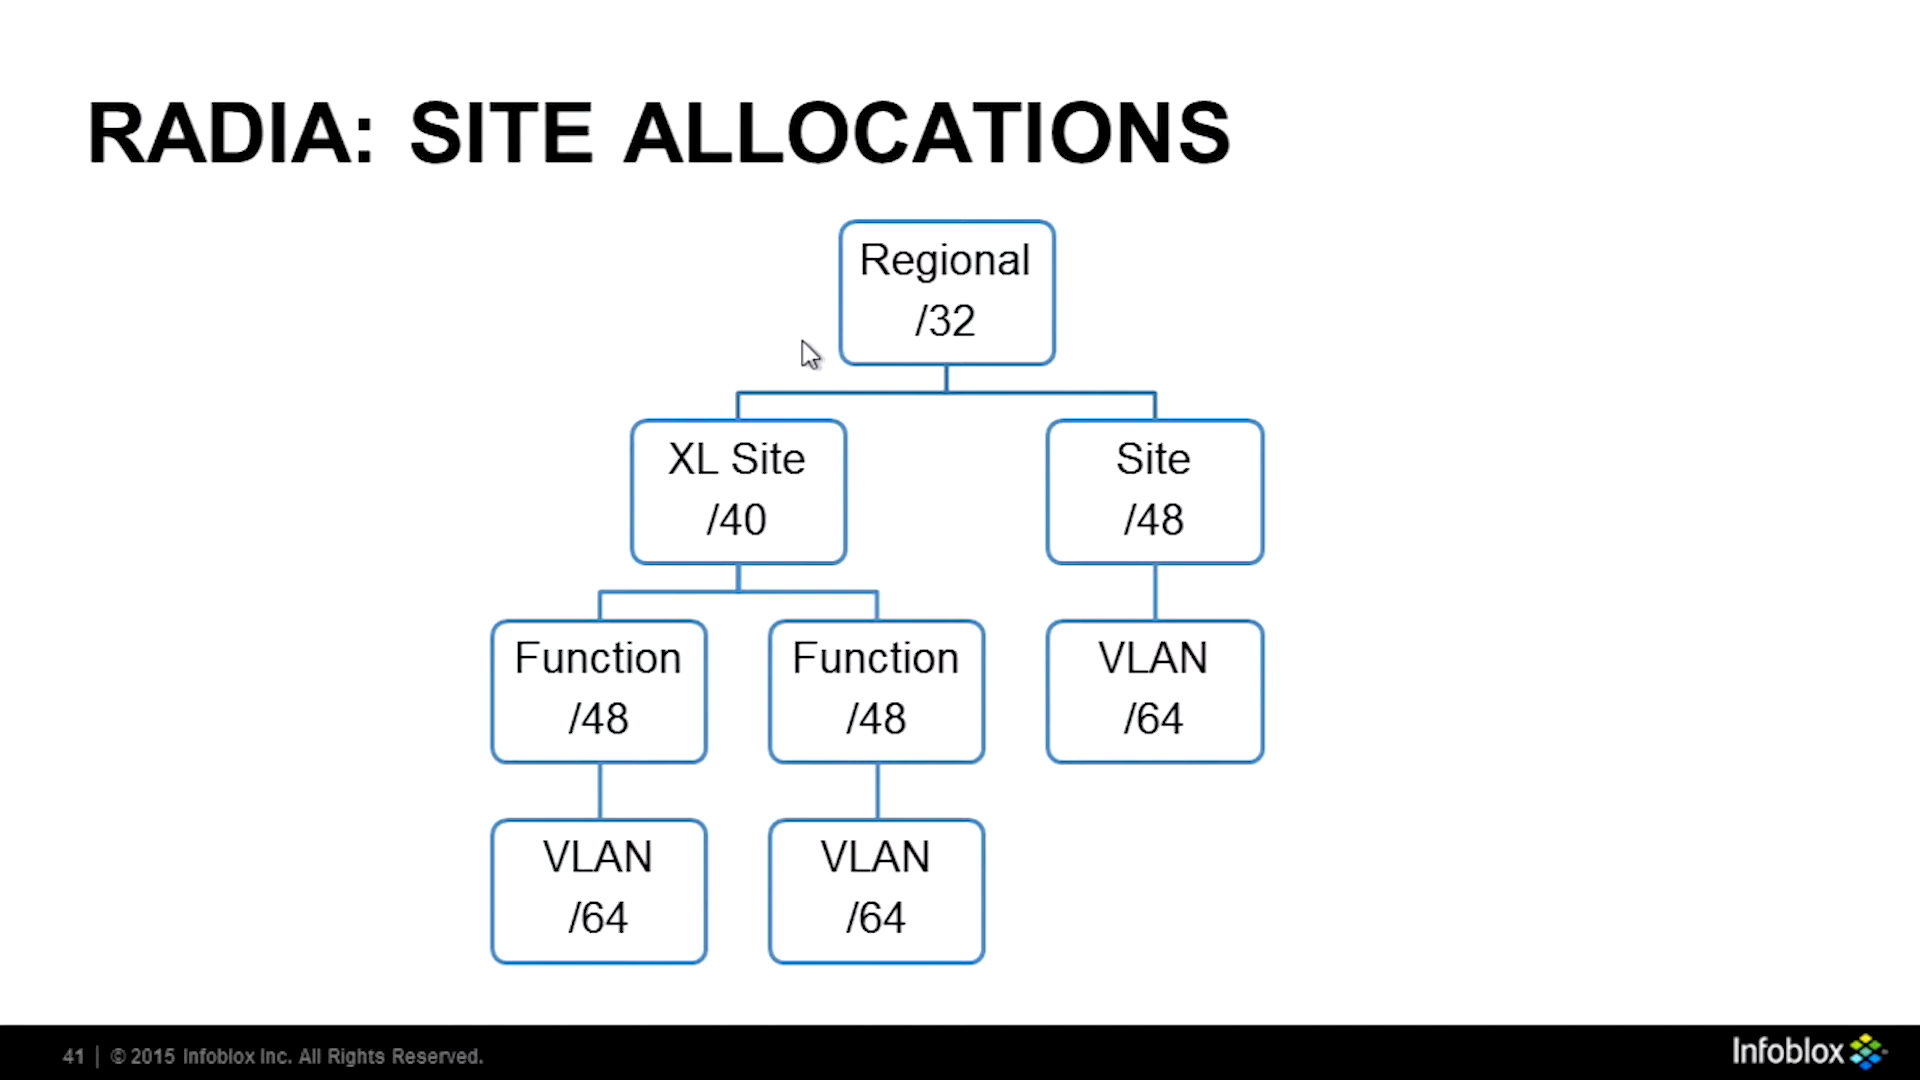 RADIA: SITE ALLOCATIONS
Regional
/32
XL Site
/40
Site
/48
Function
/48
Function
/48
VLAN
/64
VLAN
/64
VLAN
/64
41 | © 2015 Infoblox Inc. All Rights Reserved.
Infoblox